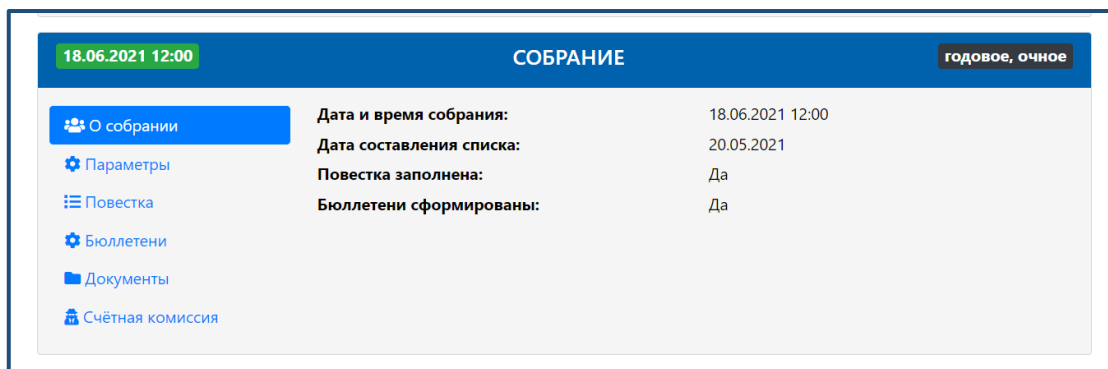 18.06.2021 12:00 СОБРАНИЕ годовое, очное
О собрании
Параметры
Повестка
Бюллетени
Документы
Счётная комиссия
Дата и время собрания: 18.06.2021 12:00
Дата составления списка: 20.05.2021
Повестка заполнена: Да
Бюллетени сформированы: Да